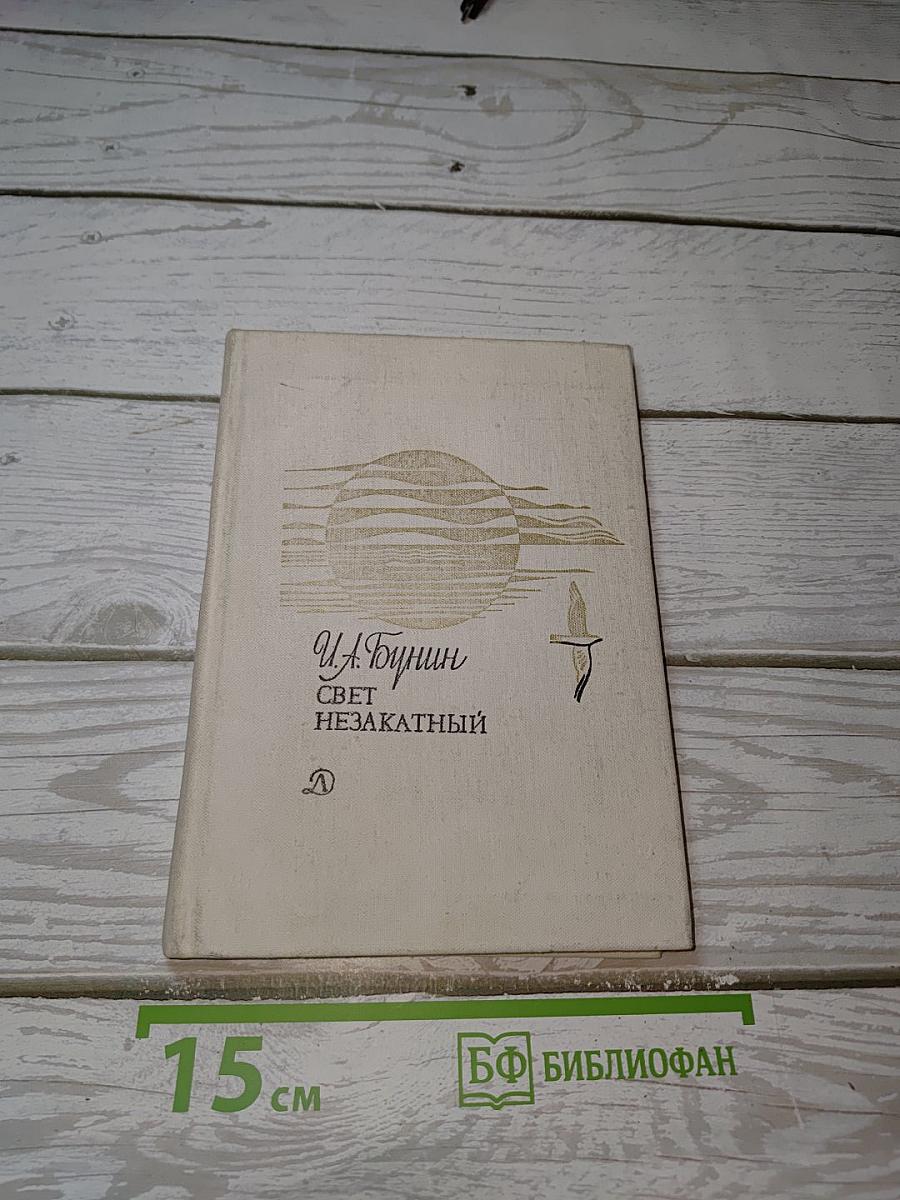 И.А.Бунин
СВЕТ
НЕЗАКАТНЫЙ
Д
15 см
БФ БИБЛИОФАН